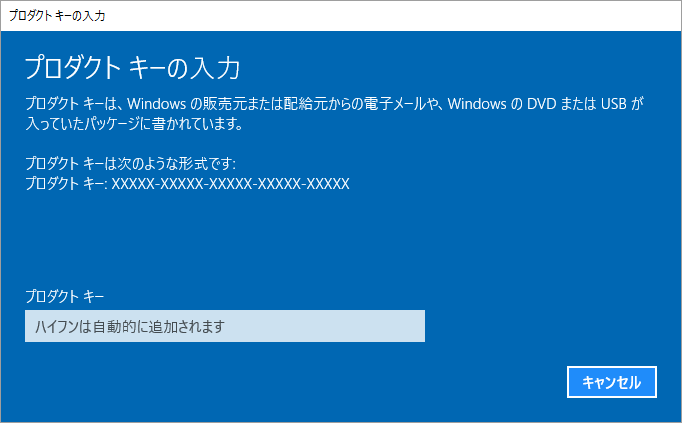 プロダクト キーの入力
プロダクト キーの入力
プロダクト キーは、Windows の販売元または配給元からの電子メールや、Windows の DVD または USB が
入っていたパッケージに書かれています。
プロダクト キーは次のような形式です:
プロダクト キー: XXXXX-XXXXX-XXXXX-XXXXX-XXXXX
プロダクト キー
ハイフンは自動的に追加されます
キャンセル